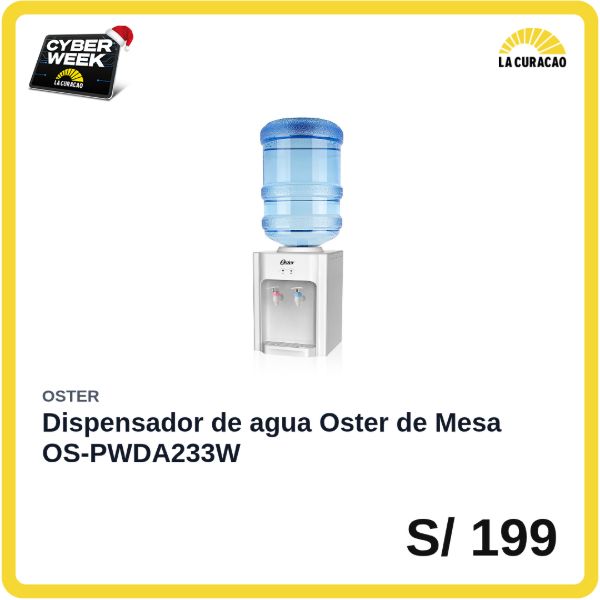 CYBER
WEEK
LA CURACAO
LA CURACAO
Oster
OSTER
Dispensador de agua Oster de Mesa
OS-PWDA233W
S/ 199